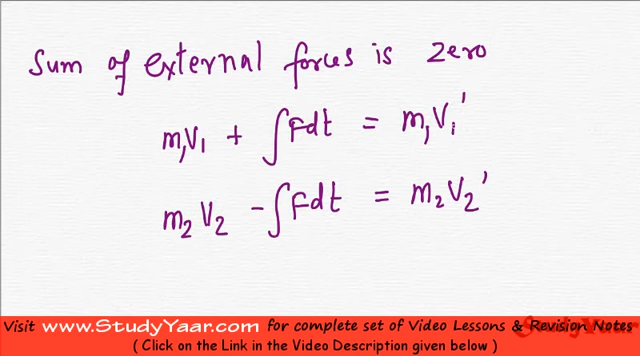 Sum of external forces is zero
m₁V₁ + ∫Fdt = m₁V₁'
m₂V₂ - ∫Fdt = m₂V₂'
StudyYaar
Visit www.StudyYaar.com for complete set of Video Lessons & Revision Notes
( Click on the Link in the Video Description given below )